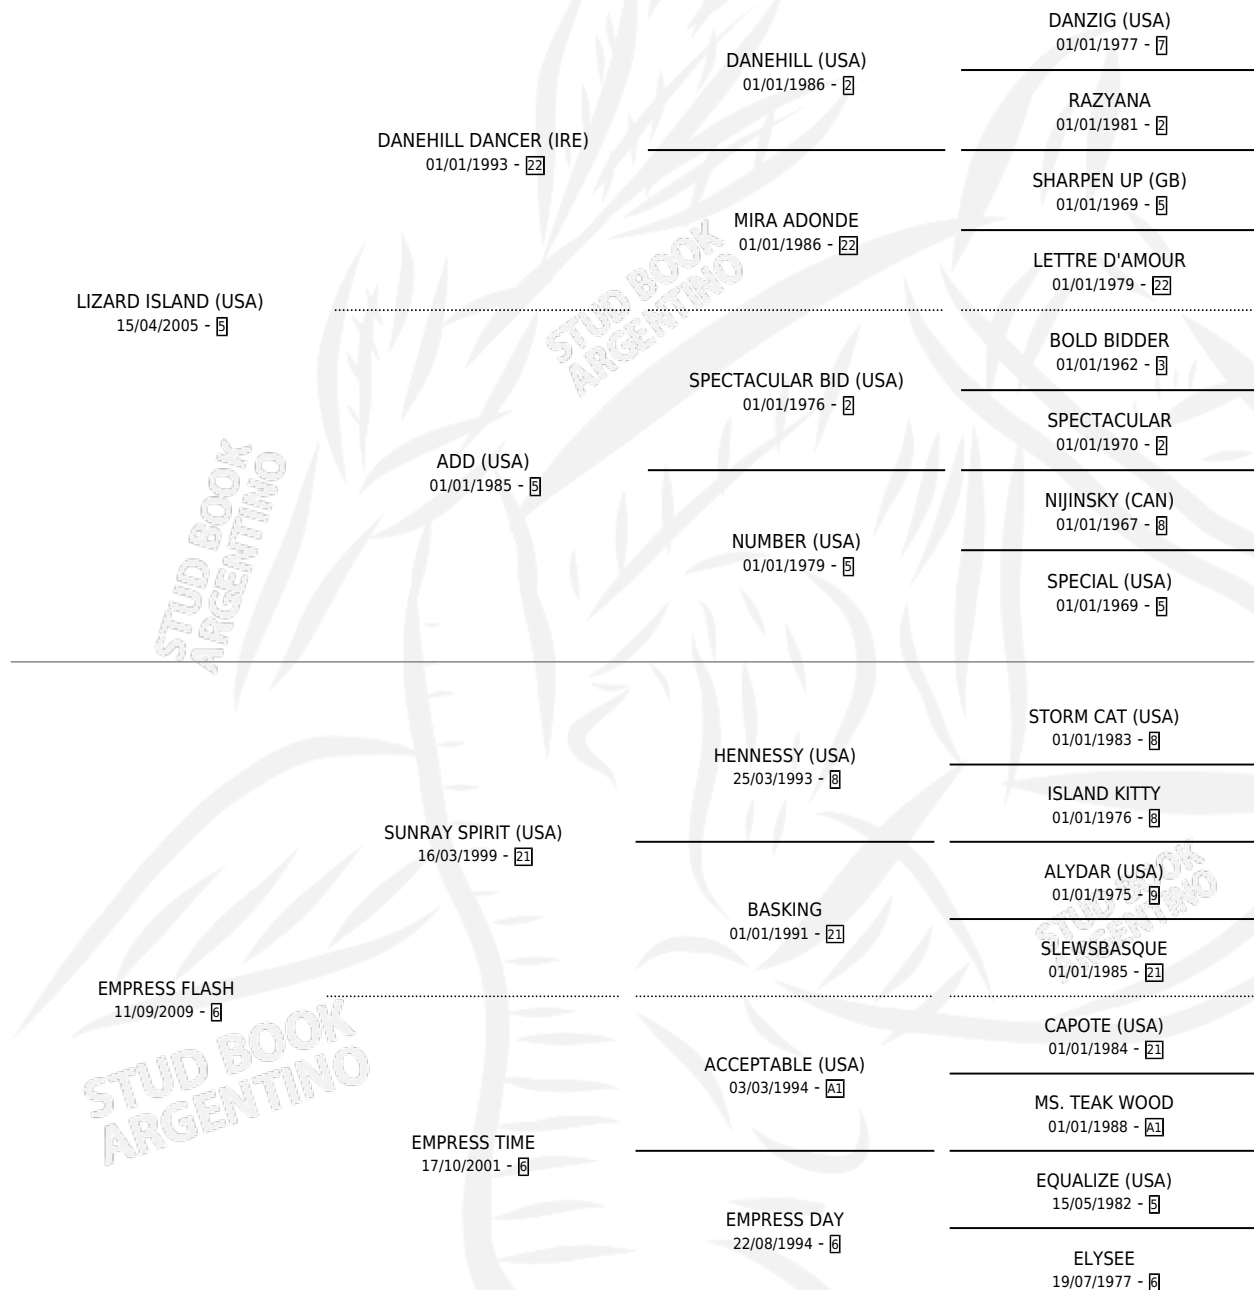 DANZIG (USA)
01/01/1977 - 7
DANEHILL (USA)
01/01/1986 - 2
RAZYANA
01/01/1981 - 2
DANEHILL DANCER (IRE)
01/01/1993 - 22
SHARPEN UP (GB)
01/01/1969 - 5
MIRA ADONDE
01/01/1986 - 22
LETTRE D'AMOUR
01/01/1979 - 22
LIZARD ISLAND (USA)
15/04/2005 - 5
STUD BOOK
ARGENTINO
BOLD BIDDER
01/01/1962 - 3
SPECTACULAR BID (USA)
01/01/1976 - 2
SPECTACULAR
01/01/1970 - 2
ADD (USA)
01/01/1985 - 5
STUD BOOK
ARGENTINO
NIJINSKY (CAN)
01/01/1967 - 8
NUMBER (USA)
01/01/1979 - 5
SPECIAL (USA)
01/01/1969 - 5
STORM CAT (USA)
01/01/1983 - 8
HENNESSY (USA)
25/03/1993 - 8
ISLAND KITTY
01/01/1976 - 8
SUNRAY SPIRIT (USA)
16/03/1999 - 21
ALYDAR (USA)
01/01/1975 - 9
STUD BOOK
ARGENTINO
BASKING
01/01/1991 - 21
SLEWSBASQUE
01/01/1985 - 21
EMPRESS FLASH
11/09/2009 - 6
STUD BOOK
ARGENTINO
CAPOTE (USA)
01/01/1984 - 21
ACCEPTABLE (USA)
03/03/1994 - A1
MS. TEAK WOOD
01/01/1988 - A1
EMPRESS TIME
17/10/2001 - 6
EQUALIZE (USA)
15/05/1982 - 5
EMPRESS DAY
22/08/1994 - 6
ELYSEE
19/07/1977 - 6